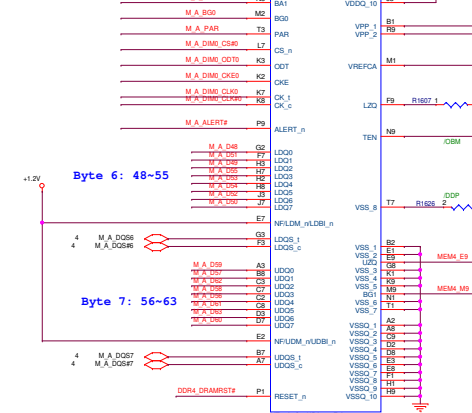 BA1 VDDQ_10
M_A_BG0 M2 BG0
VPP_1 B1
M_A_PAR T3 PAR VPP_2 R9
M_A_DIM0_CS#0 L7 CS_n
M_A_DIM0_ODT0 K3 ODT VREFCA M1
M_A_DIM0_CKE0 K2 CKE
M_A_DIM0_CLK0 K7 CK_t
M_A_DIM0_CLK#0 K8 CK_c LZQ F9 R1607 1
M_A_ALERT# P9 ALERT_n
TEN N9
/OBM
M_A_D48 G2 LDQ0
M_A_D51 F7 LDQ1
M_A_D49 H3 LDQ2
M_A_D55 H7 LDQ3
M_A_D53 H2 LDQ4
M_A_D54 H8 LDQ5
M_A_D52 J3 LDQ6
M_A_D50 J7 LDQ7
Byte 6: 48~55
+1.2V
/DDP
VSS_8 T7 R1626 2
E7 NF/LDM_n/LDBI_n
4 M_A_DQS6 G3 LDQS_t
4 M_A_DQS#6 F3 LDQS_c
VSS_1 B2
VSS_2 E1
UZQ E9 MEM4_E9
VSS_3 G8
VSS_4 K1
VSS_5 K9
BG1 M9 MEM4_M9
VSS_6 N1
VSS_7 T1
M_A_D59 A3 UDQ0
M_A_D57 B8 UDQ1
M_A_D62 C3 UDQ2
M_A_D58 C7 UDQ3
M_A_D56 C2 UDQ4
M_A_D61 C8 UDQ5
M_A_D63 D3 UDQ6
M_A_D60 D7 UDQ7
Byte 7: 56~63
VSSQ_1 A2
VSSQ_2 A8
VSSQ_3 C9
VSSQ_4 D2
VSSQ_5 D8
VSSQ_6 E3
VSSQ_7 E8
VSSQ_8 F1
VSSQ_9 H1
VSSQ_10 H9
E2 NF/UDM_n/UDBI_n
4 M_A_DQS7 B7 UDQS_t
4 M_A_DQS#7 A7 UDQS_c
DDR4_DRAMRST# P1 RESET_n